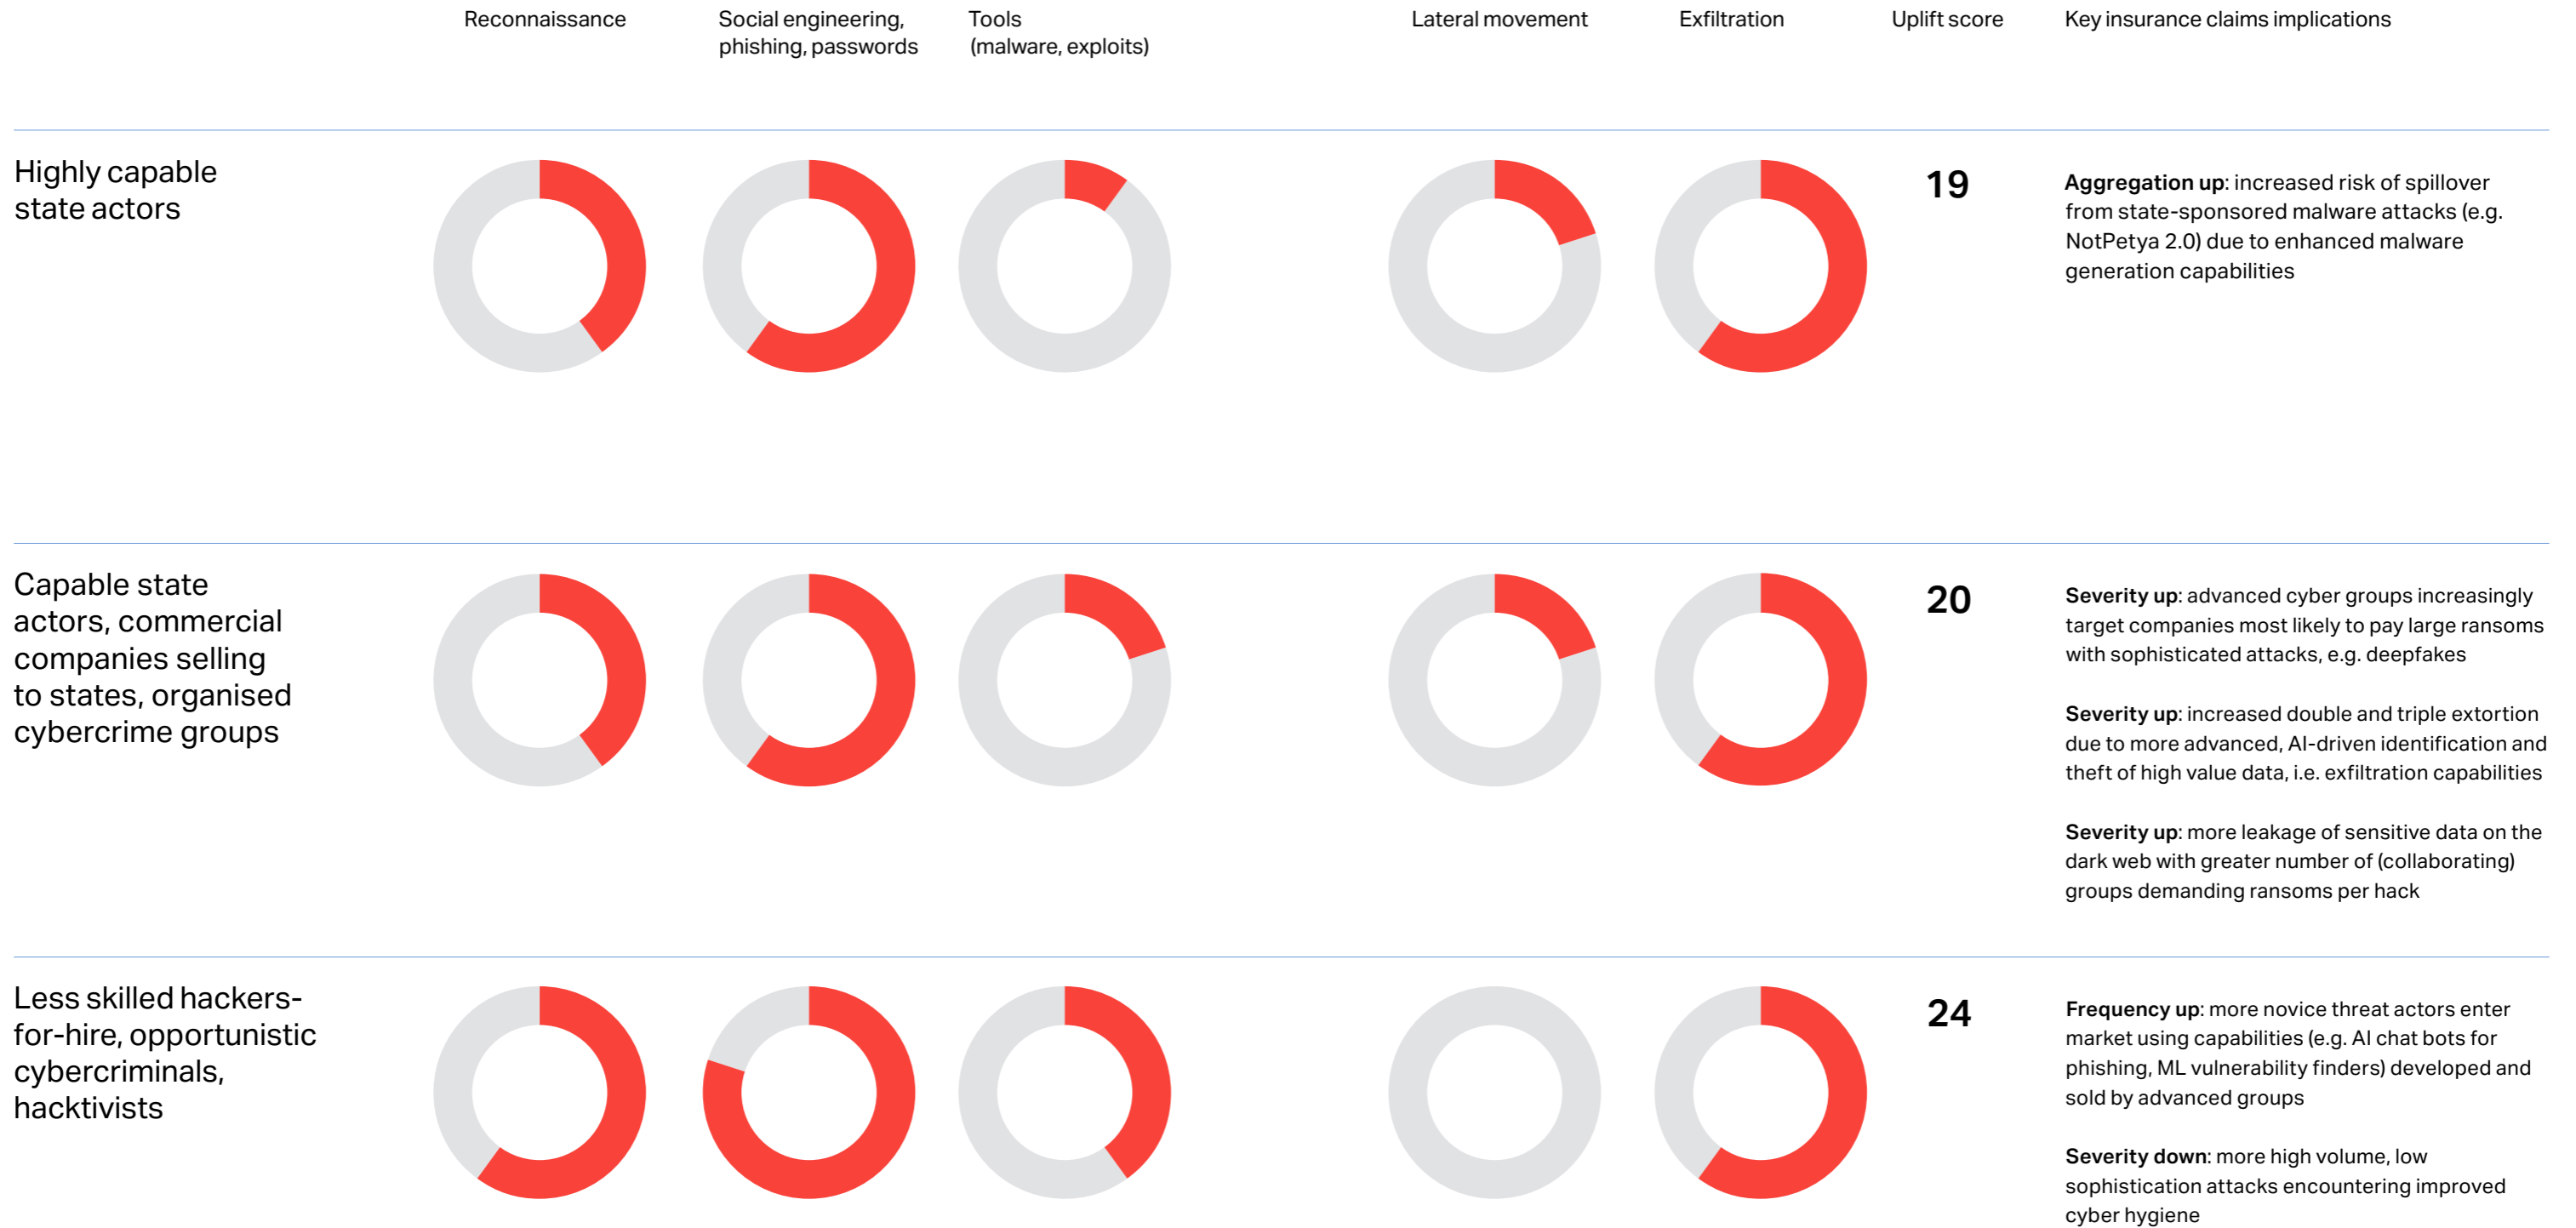 Reconnaissance
Social engineering,
phishing, passwords
Tools
(malware, exploits)
Lateral movement
Exfiltration
Uplift score
Key insurance claims implications
Highly capable
state actors
19
Aggregation up: increased risk of spillover
from state-sponsored malware attacks (e.g.
NotPetya 2.0) due to enhanced malware
generation capabilities
Capable state
actors, commercial
companies selling
to states, organised
cybercrime groups
20
Severity up: advanced cyber groups increasingly
target companies most likely to pay large ransoms
with sophisticated attacks, e.g. deepfakes
Severity up: increased double and triple extortion
due to more advanced, AI-driven identification and
theft of high value data, i.e. exfiltration capabilities
Severity up: more leakage of sensitive data on the
dark web with greater number of (collaborating)
groups demanding ransoms per hack
Less skilled hackers-
for-hire, opportunistic
cybercriminals,
hacktivists
24
Frequency up: more novice threat actors enter
market using capabilities (e.g. AI chat bots for
phishing, ML vulnerability finders) developed and
sold by advanced groups
Severity down: more high volume, low
sophistication attacks encountering improved
cyber hygiene